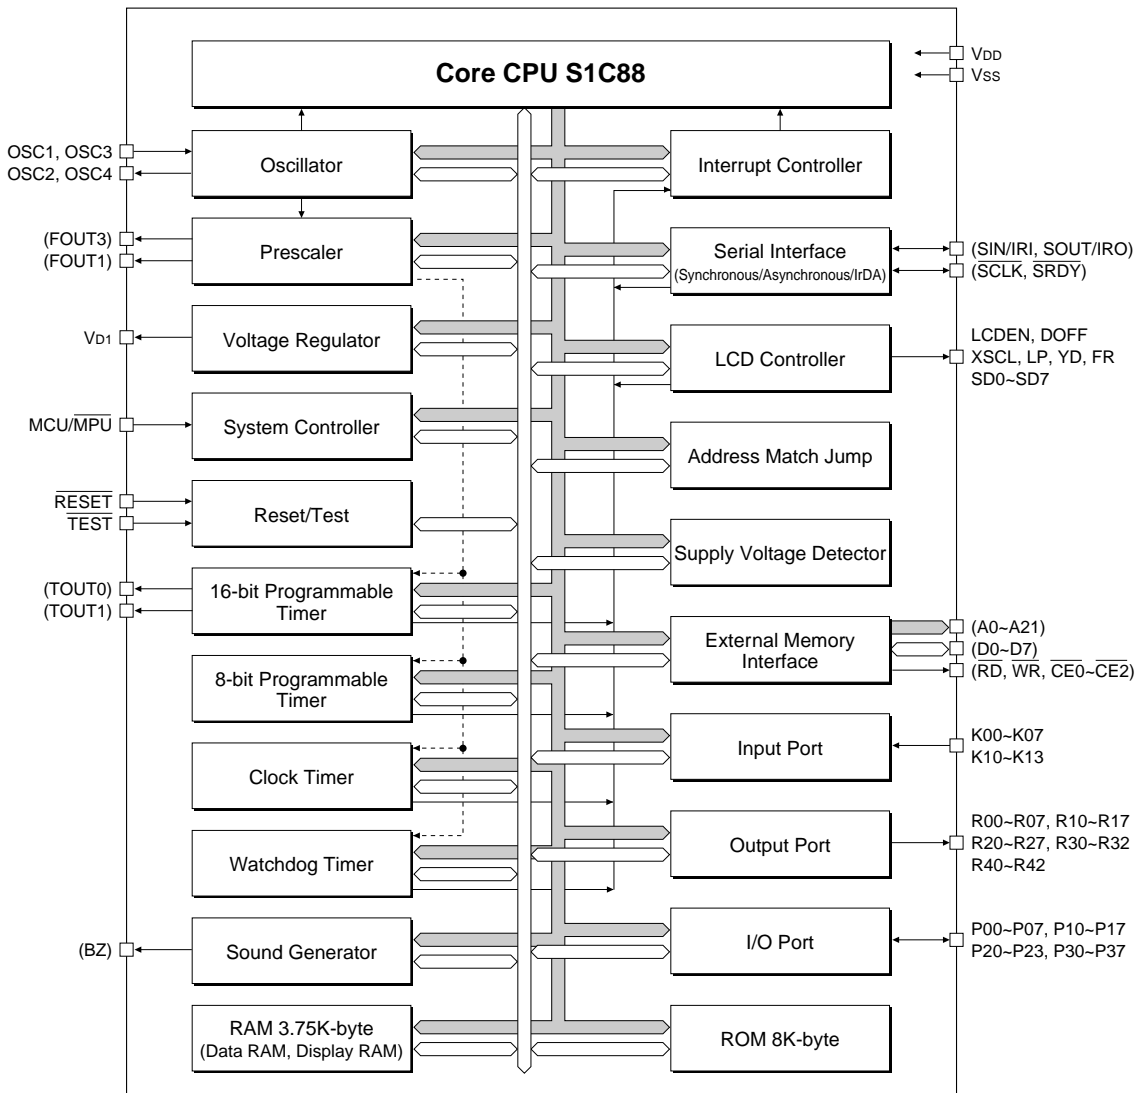 Core CPU S1C88
VDD
VSS
OSC1, OSC3
OSC2, OSC4
Oscillator
Interrupt Controller
(FOUT3)
(FOUT1)
Prescaler
Serial Interface
(Synchronous/Asynchronous/IrDA)
(SIN/IRI, SOUT/IRO)
(SCLK, SRDY)
VD1
Voltage Regulator
LCD Controller
LCDEN, DOFF
XSCL, LP, YD, FR
SD0~SD7
MCU/MPU
System Controller
Address Match Jump
RESET
TEST
Reset/Test
Supply Voltage Detector
(TOUT0)
(TOUT1)
16-bit Programmable
Timer
External Memory
Interface
(A0~A21)
(D0~D7)
(RD, WR, CE0~CE2)
8-bit Programmable
Timer
Input Port
K00~K07
K10~K13
Clock Timer
Output Port
R00~R07, R10~R17
R20~R27, R30~R32
R40~R42
Watchdog Timer
I/O Port
P00~P07, P10~P17
P20~P23, P30~P37
(BZ)
Sound Generator
RAM 3.75K-byte
(Data RAM, Display RAM)
ROM 8K-byte